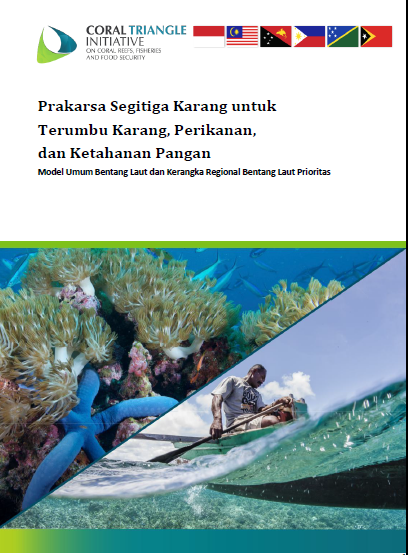 CORAL TRIANGLE
INITIATIVE
ON CORAL REEFS, FISHERIES
AND FOOD SECURITY
Prakarsa Segitiga Karang untuk
Terumbu Karang, Perikanan,
dan Ketahanan Pangan
Model Umum Bentang Laut dan Kerangka Regional Bentang Laut Prioritas